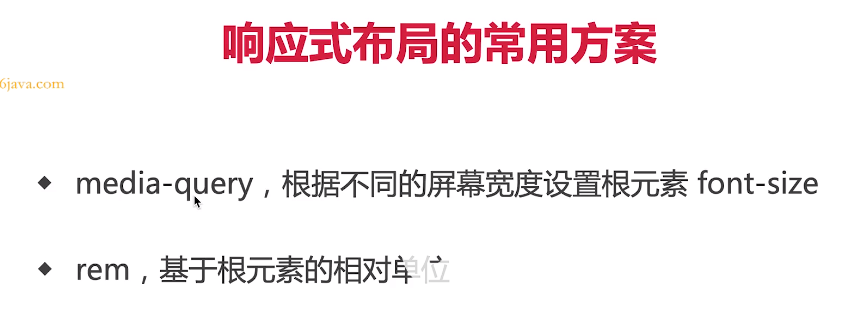 响应式布局的常用方案
6java.com
media-query，根据不同的屏幕宽度设置根元素 font-size
rem，基于根元素的相对单位